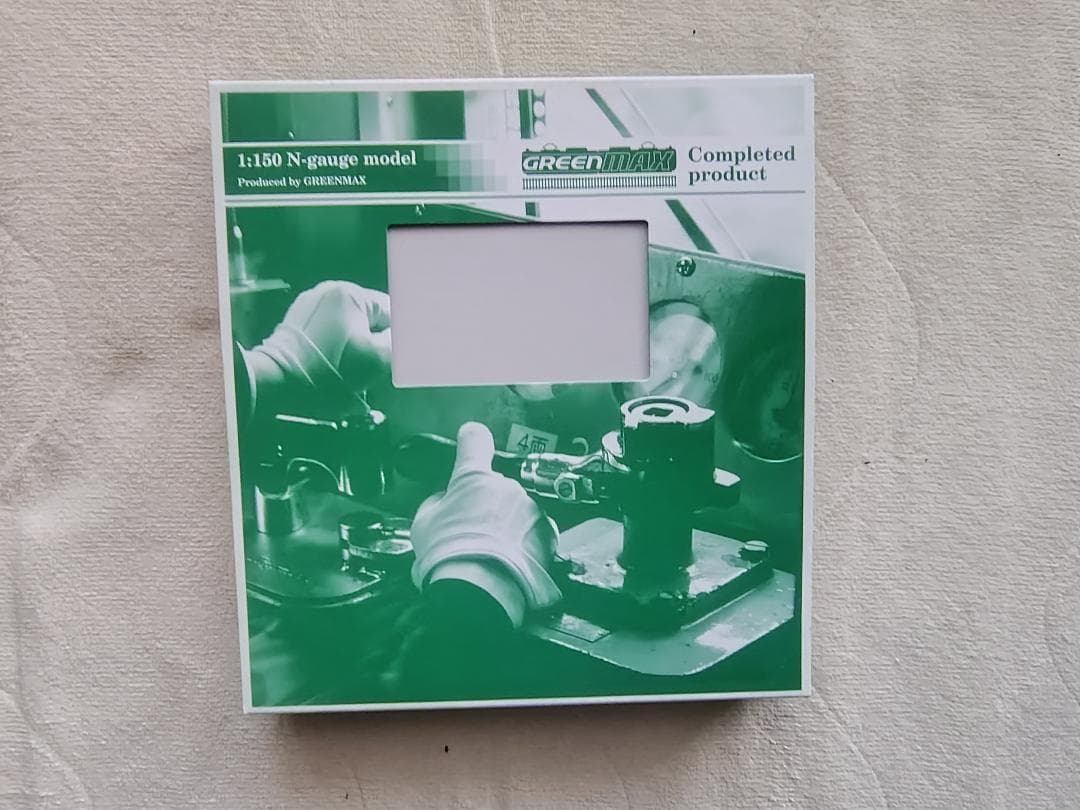 1:150 N-gauge model
Produced by GREENMAX
GREENMAX
Completed
product
4両